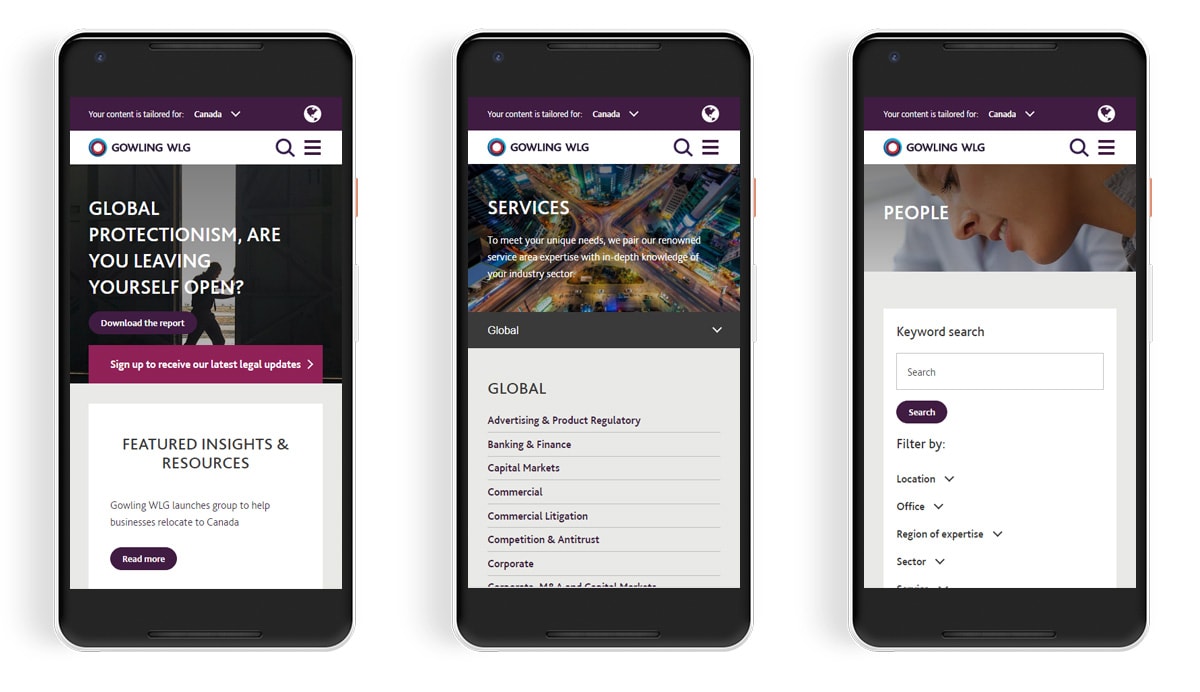 Your content is tailored for: Canada
GOWLING WLG
GLOBAL
PROTECTIONISM, ARE
YOU LEAVING
YOURSELF OPEN?
Download the report
Sign up to receive our latest legal updates
FEATURED INSIGHTS &
RESOURCES
Gowling WLG launches group to help
businesses relocate to Canada
Read more
Your content is tailored for: Canada
GOWLING WLG
SERVICES
To meet your unique needs, we pair our renowned
service area expertise with in-depth knowledge of
your industry sector.
Global
GLOBAL
Advertising & Product Regulatory
Banking & Finance
Capital Markets
Commercial
Commercial Litigation
Competition & Antitrust
Corporate
Corporate, M&A and Capital Markets
Your content is tailored for: Canada
GOWLING WLG
PEOPLE
Keyword search
Search
Search
Filter by:
Location
Office
Region of expertise
Sector